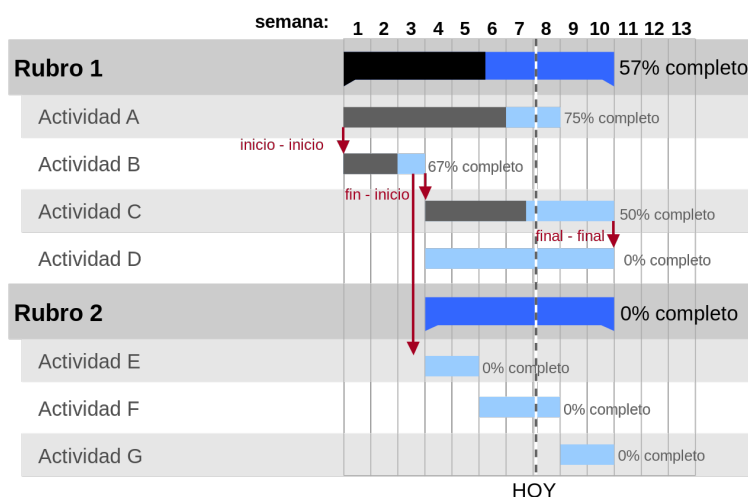 semana: 1 2 3 4 5 6 7 8 9 10 11 12 13
Rubro 1 57% completo
Actividad A 75% completo
inicio - inicio
Actividad B 67% completo
fin - inicio
Actividad C 50% completo
final - final
Actividad D 0% completo
Rubro 2 0% completo
Actividad E 0% completo
Actividad F 0% completo
Actividad G 0% completo
HOY